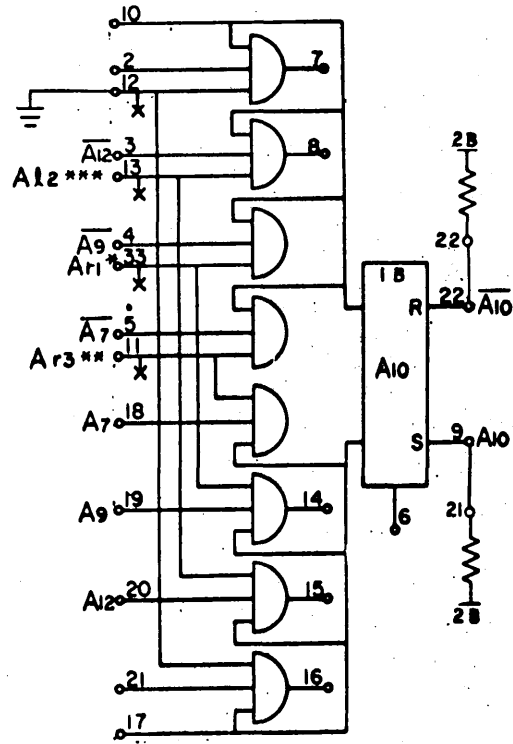 10
2
7
12
X
A̅1̅2̅ 3
8
Al2*** 13
X
2B
A̅9̅ 4
Ar1* 33
X
22
1B
A̅7̅ 5
R 22 A̅1̅0̅
Ar3** 11
X
A10
A7 18
S 9 A10
A9 19
14
6
21
A12 20
15
2B
21
16
17